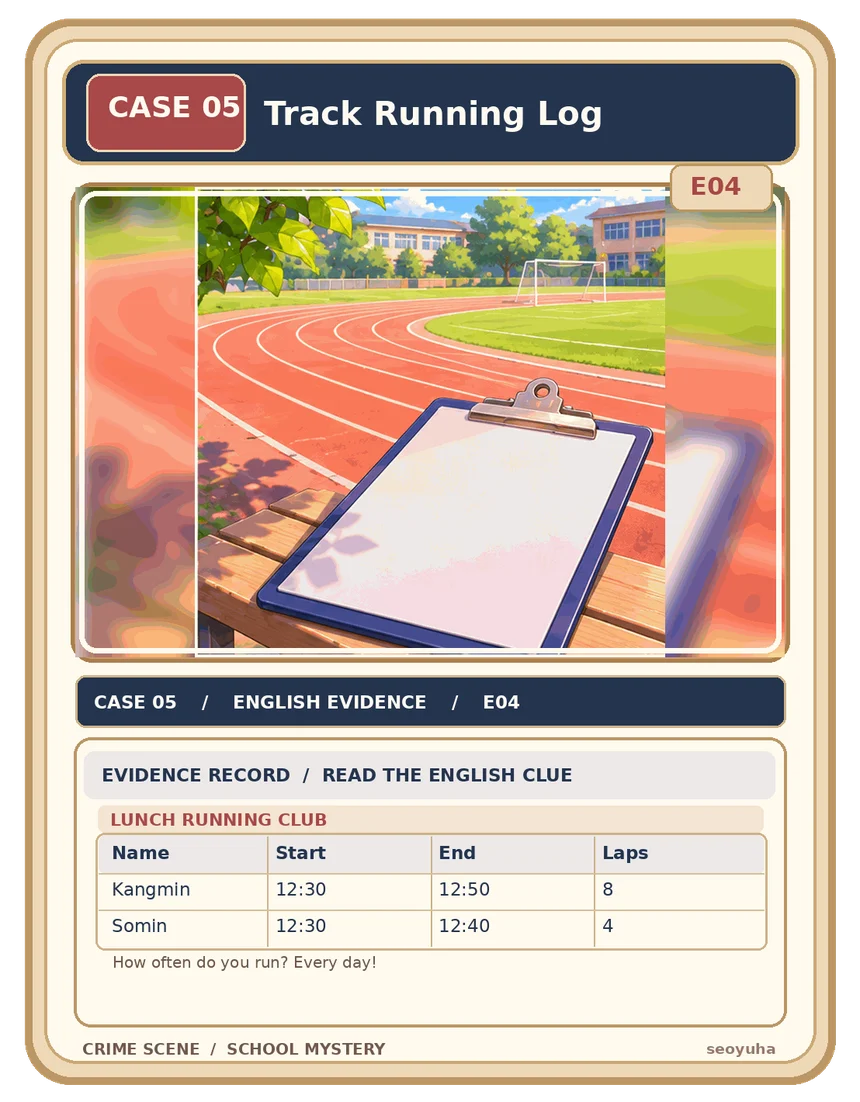 CASE 05 Track Running Log
E04
CASE 05 / ENGLISH EVIDENCE / E04
EVIDENCE RECORD / READ THE ENGLISH CLUE
LUNCH RUNNING CLUB
Name Start End Laps
Kangmin 12:30 12:50 8
Somin 12:30 12:40 4
How often do you run? Every day!
CRIME SCENE / SCHOOL MYSTERY seoyuha